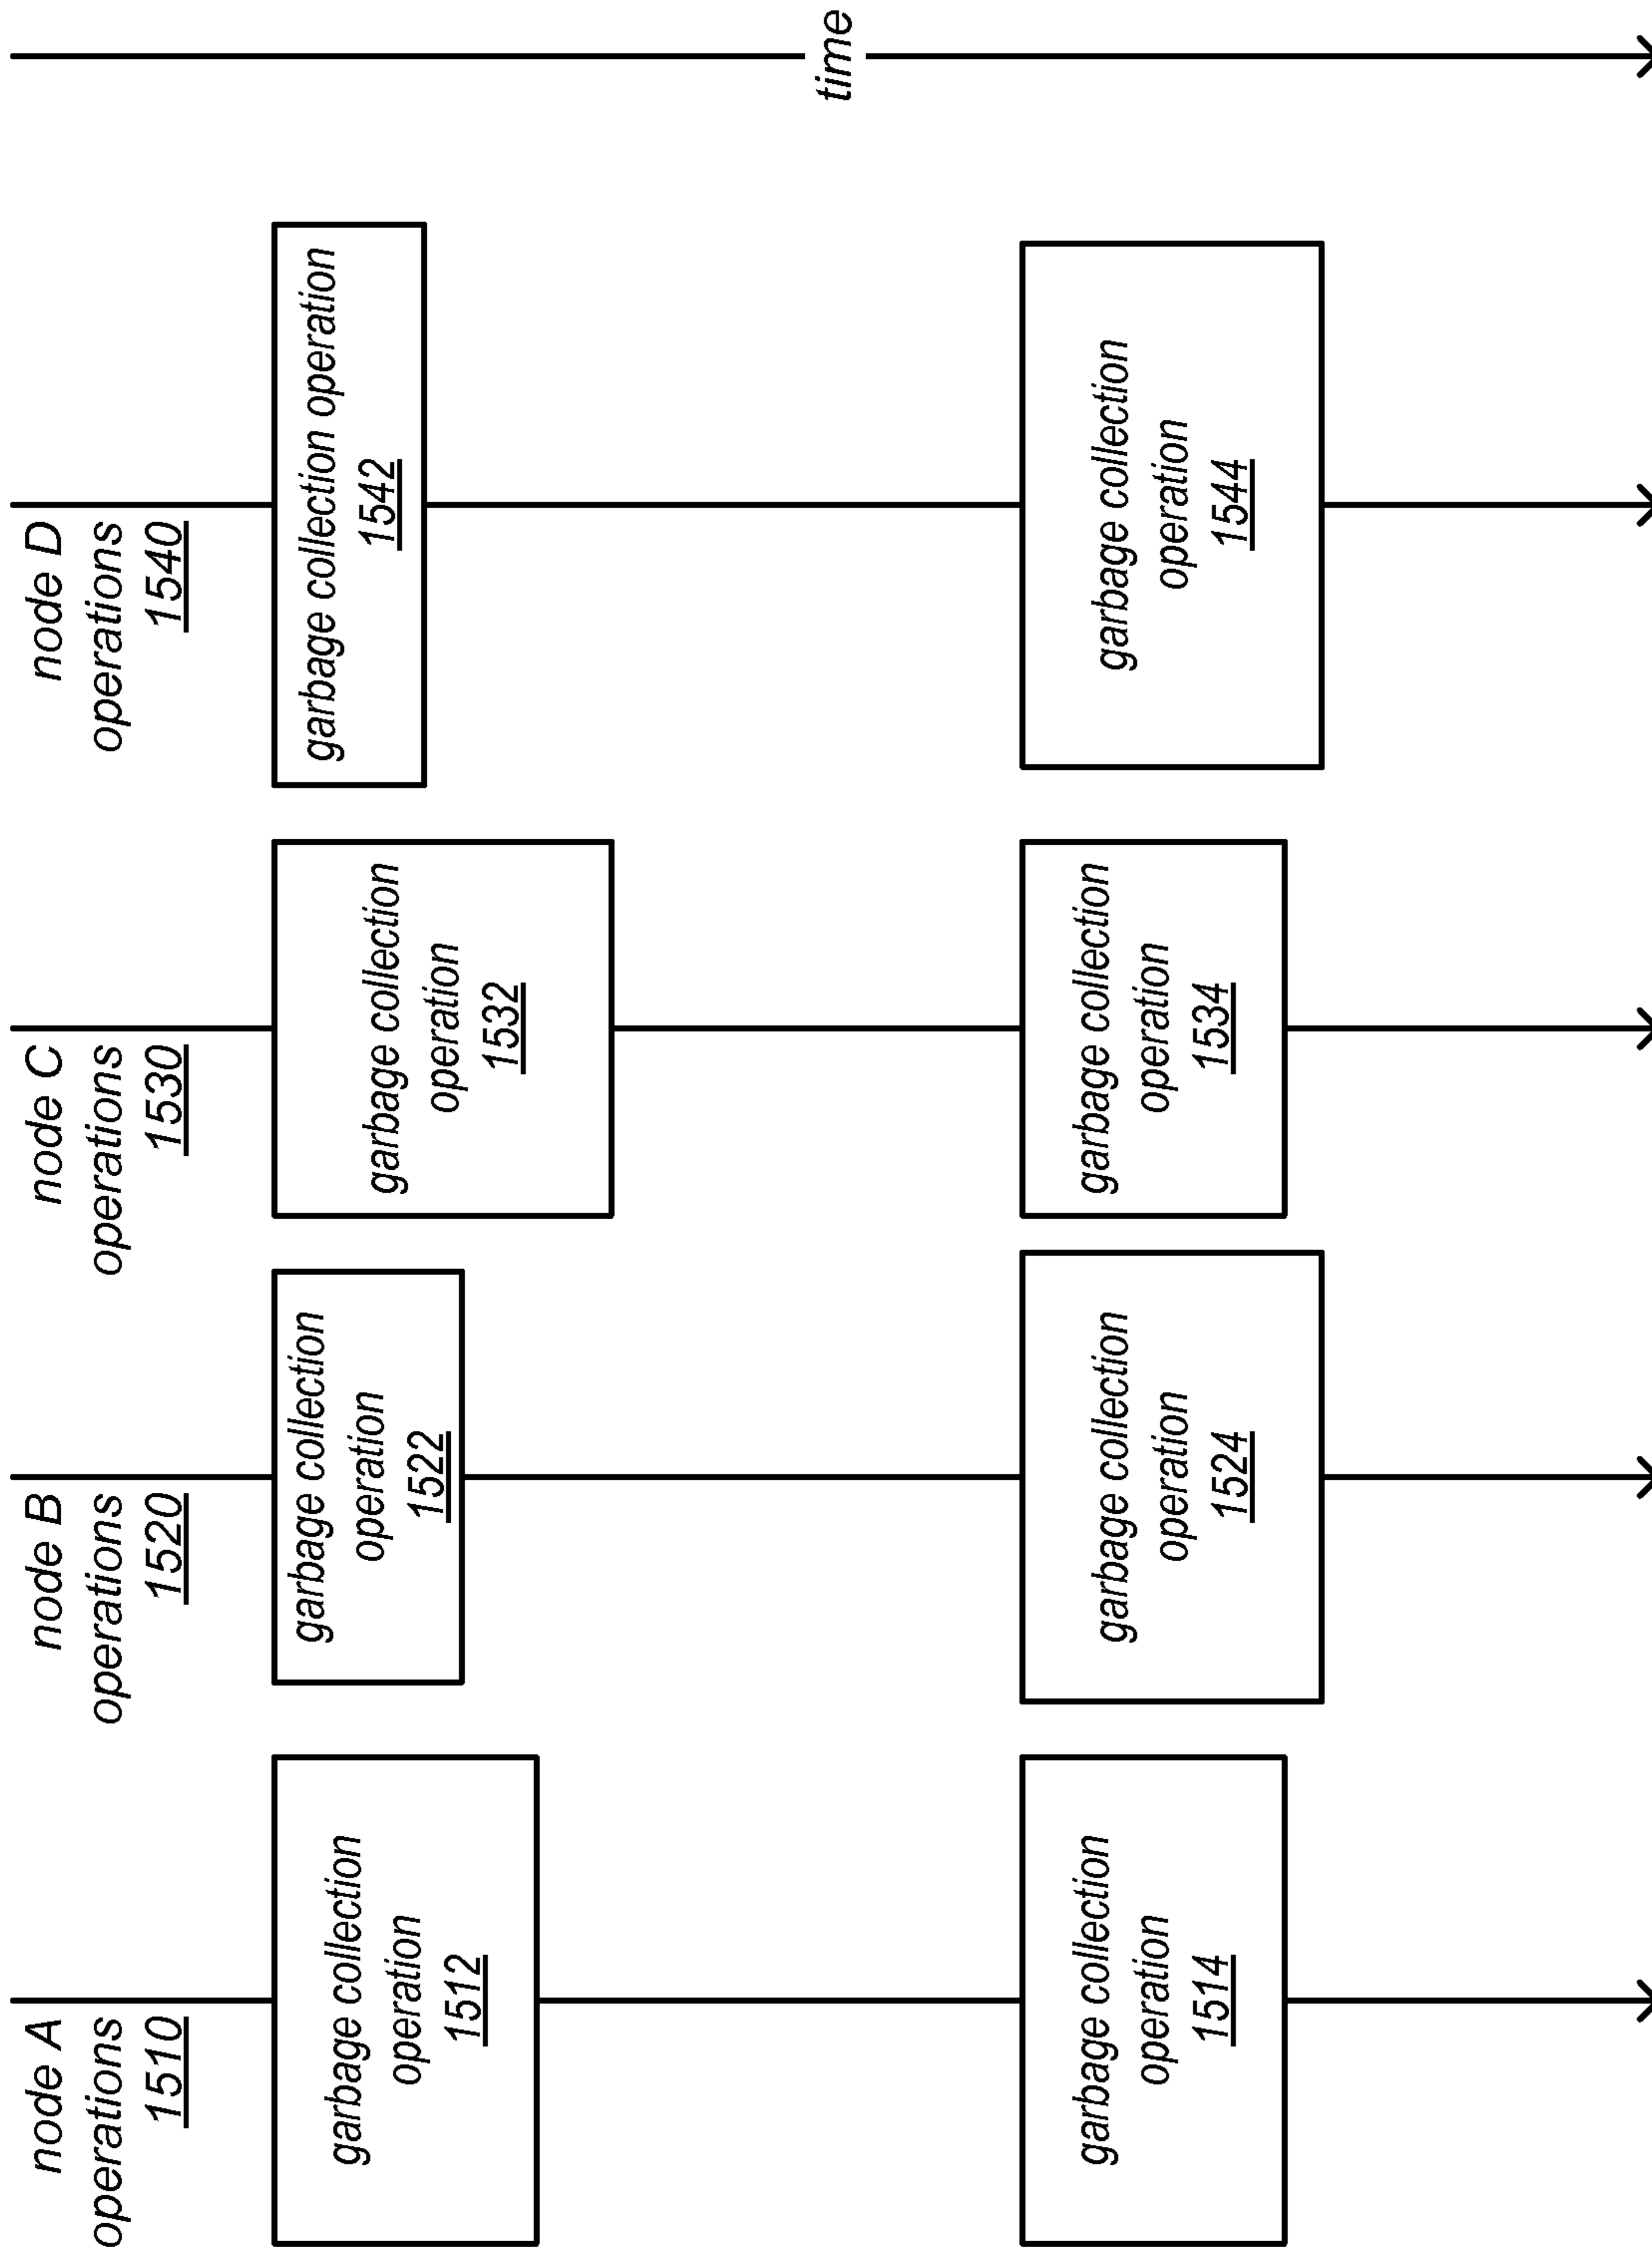 node A
operations
1510
garbage collection
operation
1512
garbage collection
operation
1514
node B
operations
1520
garbage collection
operation
1522
garbage collection
operation
1524
node C
operations
1530
garbage collection
operation
1532
garbage collection
operation
1534
node D
operations
1540
garbage collection operation
1542
garbage collection
operation
1544
time